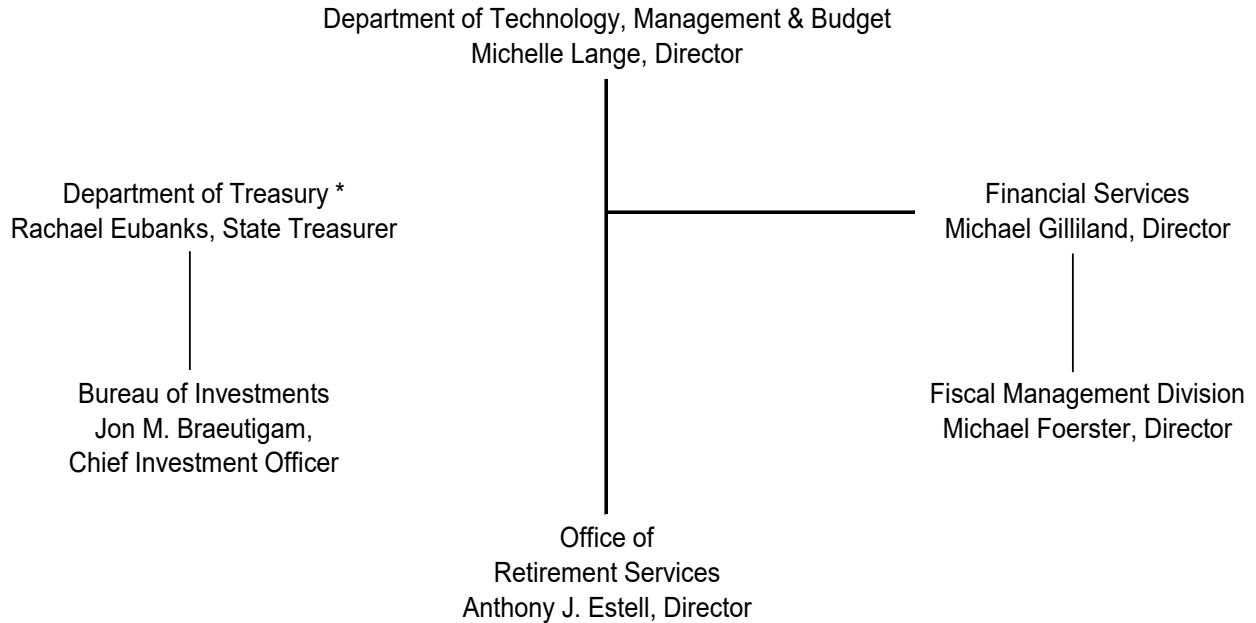 Department of Technology, Management & Budget
Michelle Lange, Director
Department of Treasury *
Rachael Eubanks, State Treasurer
Financial Services
Michael Gilliland, Director
Bureau of Investments
Jon M. Braeutigam,
Chief Investment Officer
Fiscal Management Division
Michael Foerster, Director
Office of
Retirement Services
Anthony J. Estell, Director